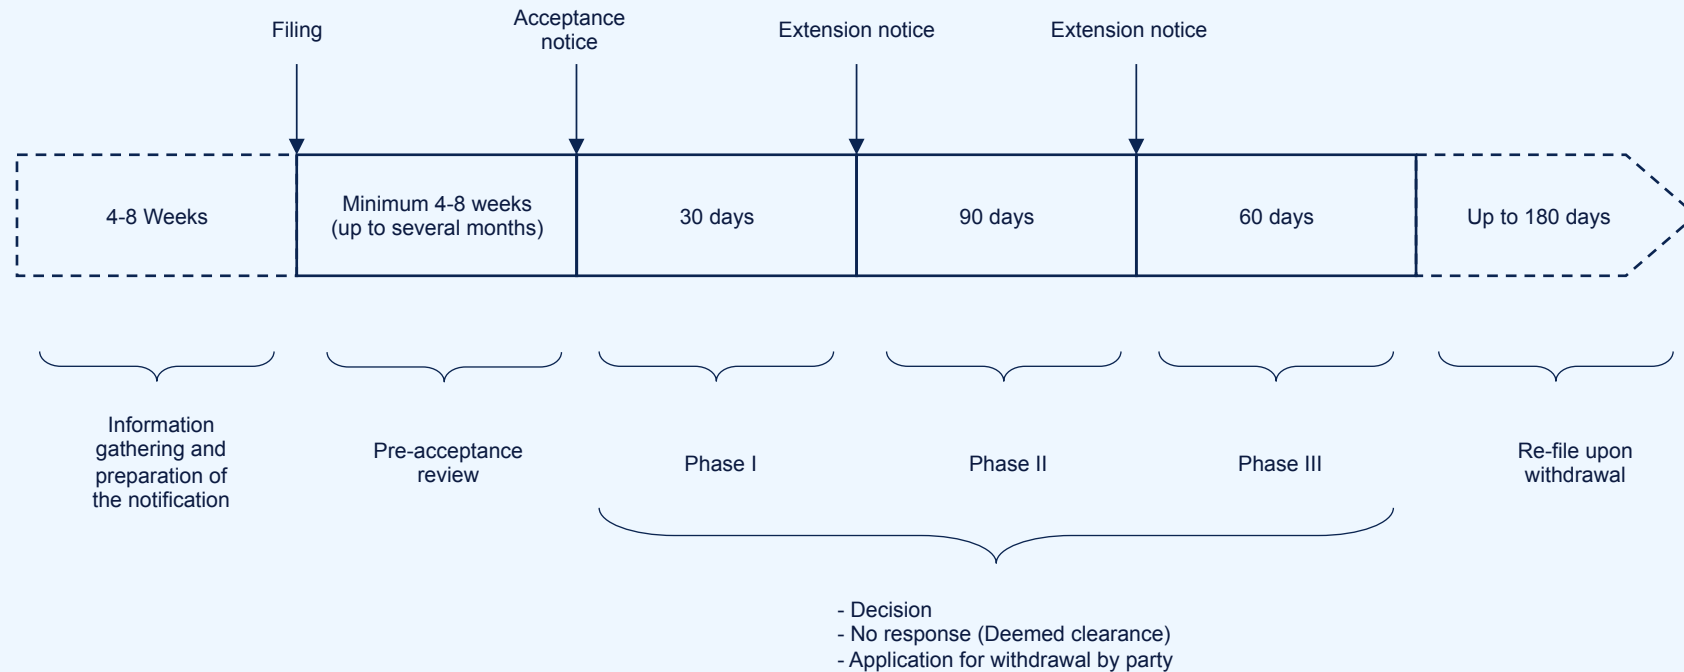 Filing
Acceptance
notice
Extension notice
Extension notice
4-8 Weeks
Minimum 4-8 weeks
(up to several months)
30 days
90 days
60 days
Up to 180 days
Information
gathering and
preparation of
the notification
Pre-acceptance
review
Phase I
Phase II
Phase III
Re-file upon
withdrawal
- Decision
- No response (Deemed clearance)
- Application for withdrawal by party